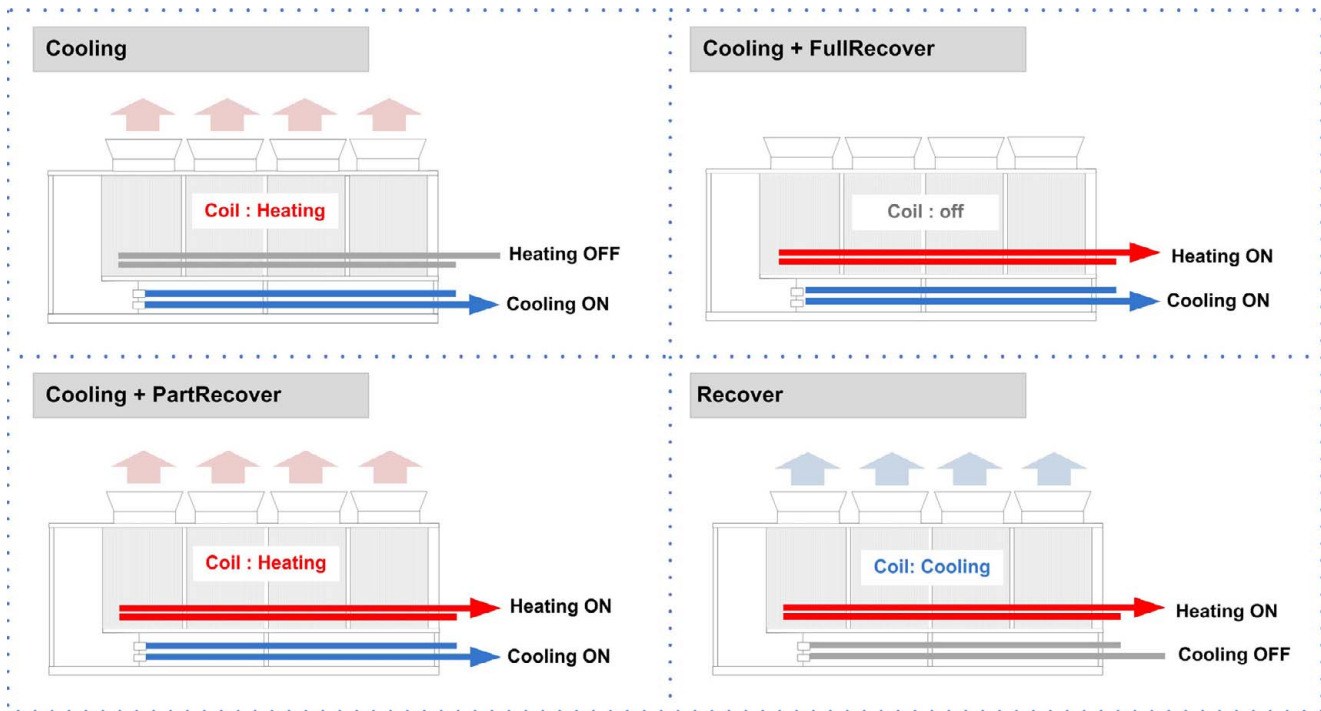 Cooling
Coil : Heating
Heating OFF
Cooling ON
Cooling + FullRecover
Coil : off
Heating ON
Cooling ON
Cooling + PartRecover
Coil : Heating
Heating ON
Cooling ON
Recover
Coil: Cooling
Heating ON
Cooling OFF